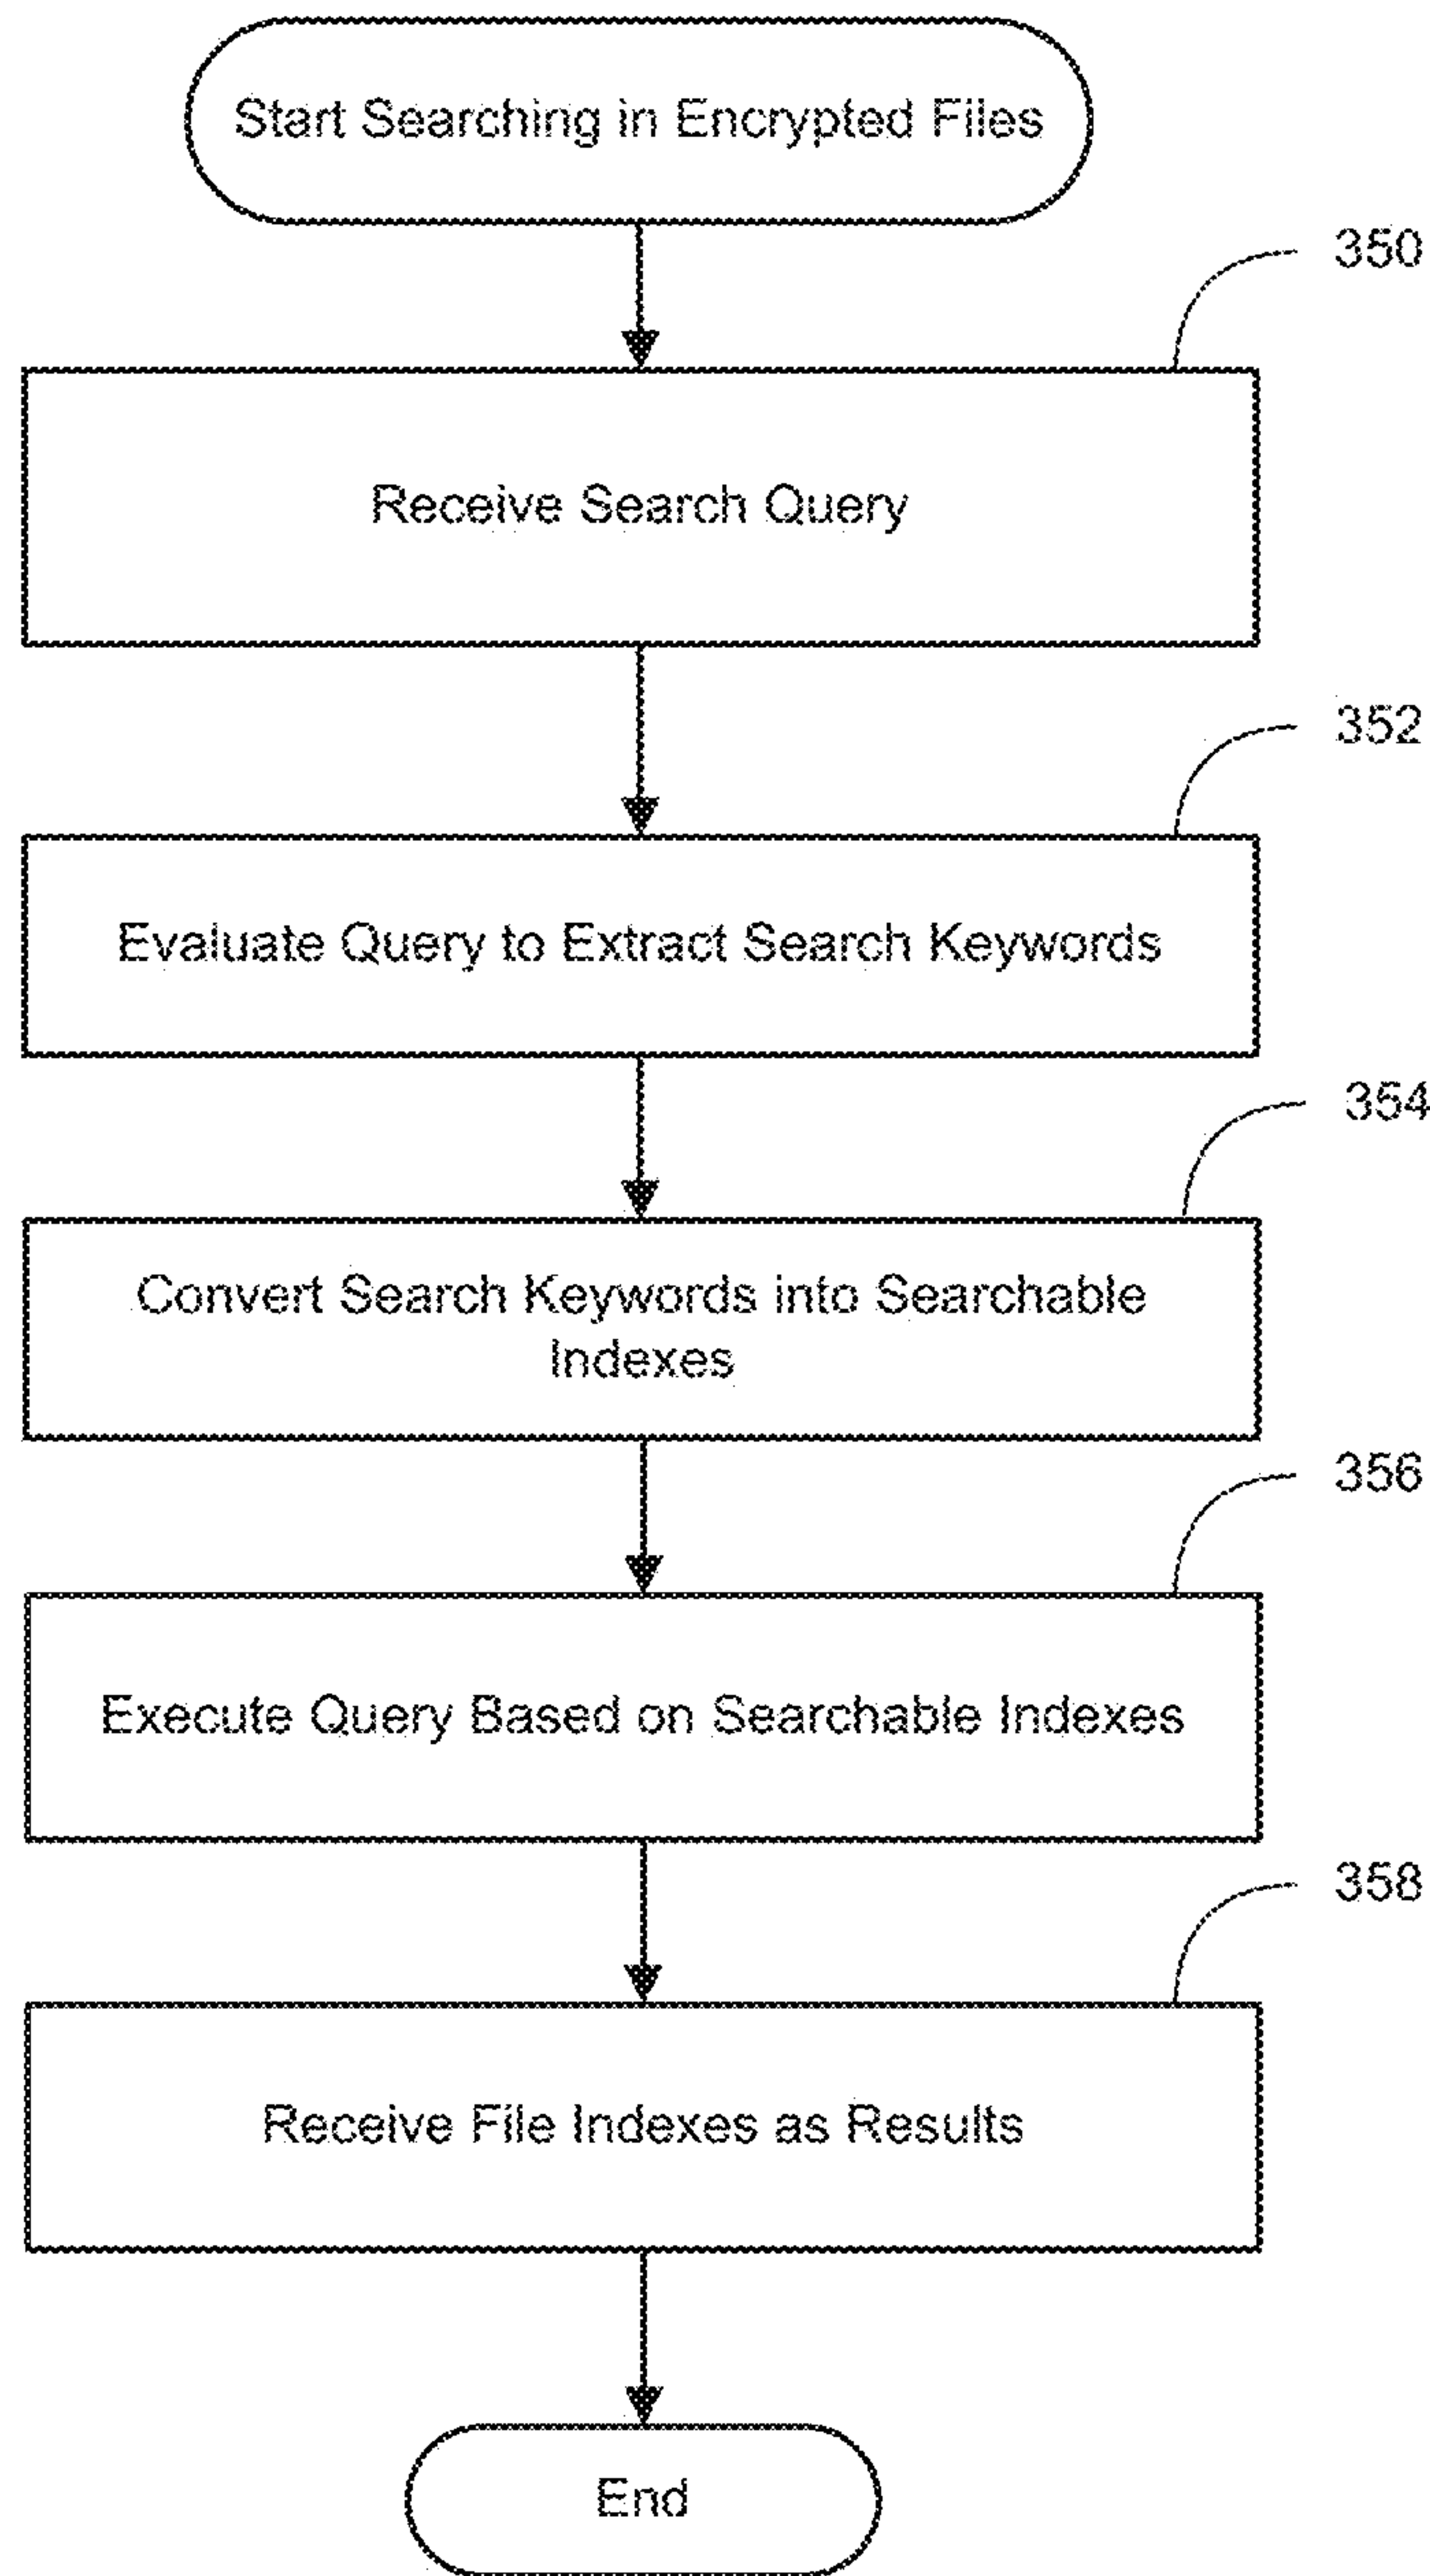 Start Searching in Encrypted Files
350
Receive Search Query
352
Evaluate Query to Extract Search Keywords
354
Convert Search Keywords into Searchable
Indexes
356
Execute Query Based on Searchable Indexes
358
Receive File Indexes as Results
End